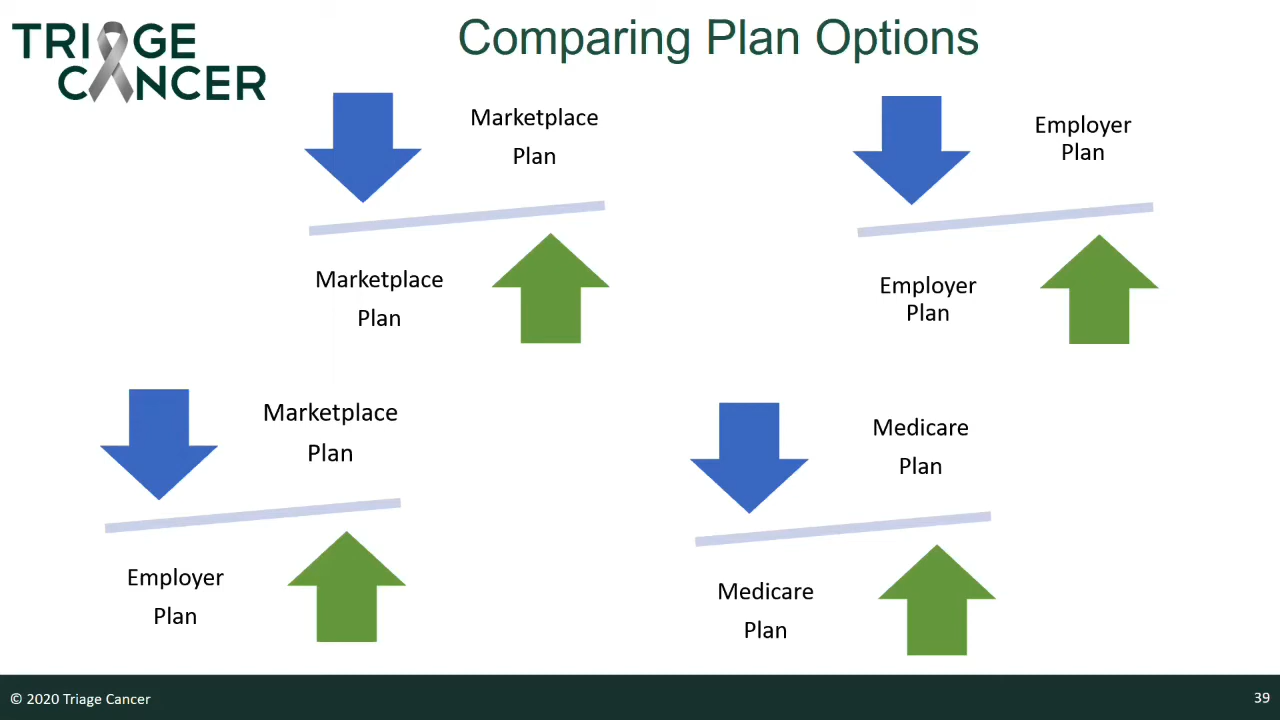 TRIAGE
CANCER
Comparing Plan Options
Marketplace
Plan
Marketplace
Plan
Employer
Plan
Employer
Plan
Marketplace
Plan
Employer
Plan
Medicare
Plan
Medicare
Plan
© 2020 Triage Cancer
39